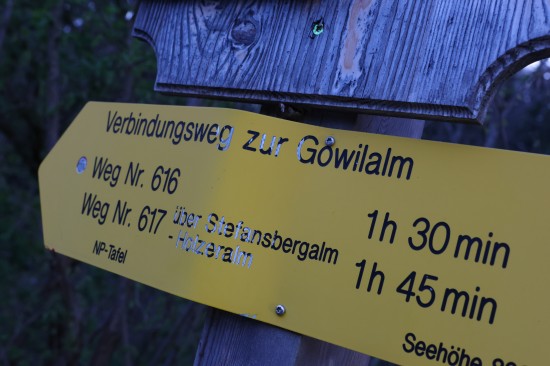 Verbindungsweg zur Gowilalm
Weg Nr. 616 1h 30 min
Weg Nr. 617 über Stefansbergalm 1h 45 min
-Holzeralm
NP-Tafel
Seehöhe